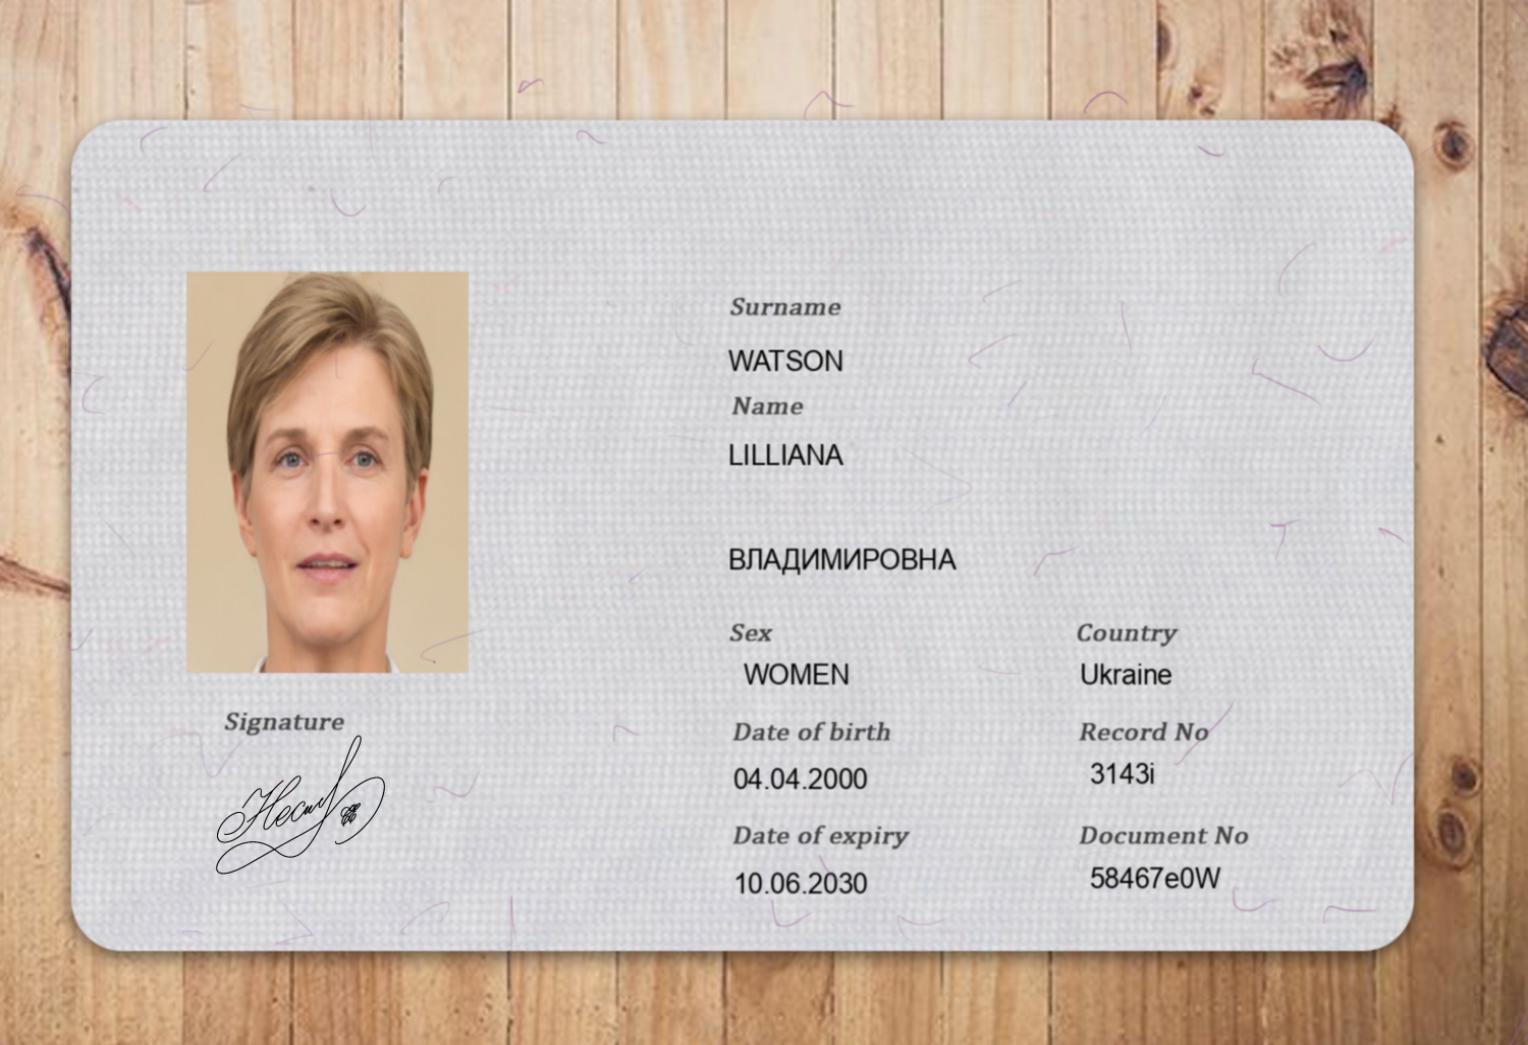 Surname
WATSON
Name
LILLIANA
ВЛАДИМИРОВНА
Sex
Country
WOMEN
Ukraine
Signature
Date of birth
Record No
04.04.2000
3143i
Date of expiry
Document No
10.06.2030
58467e0W